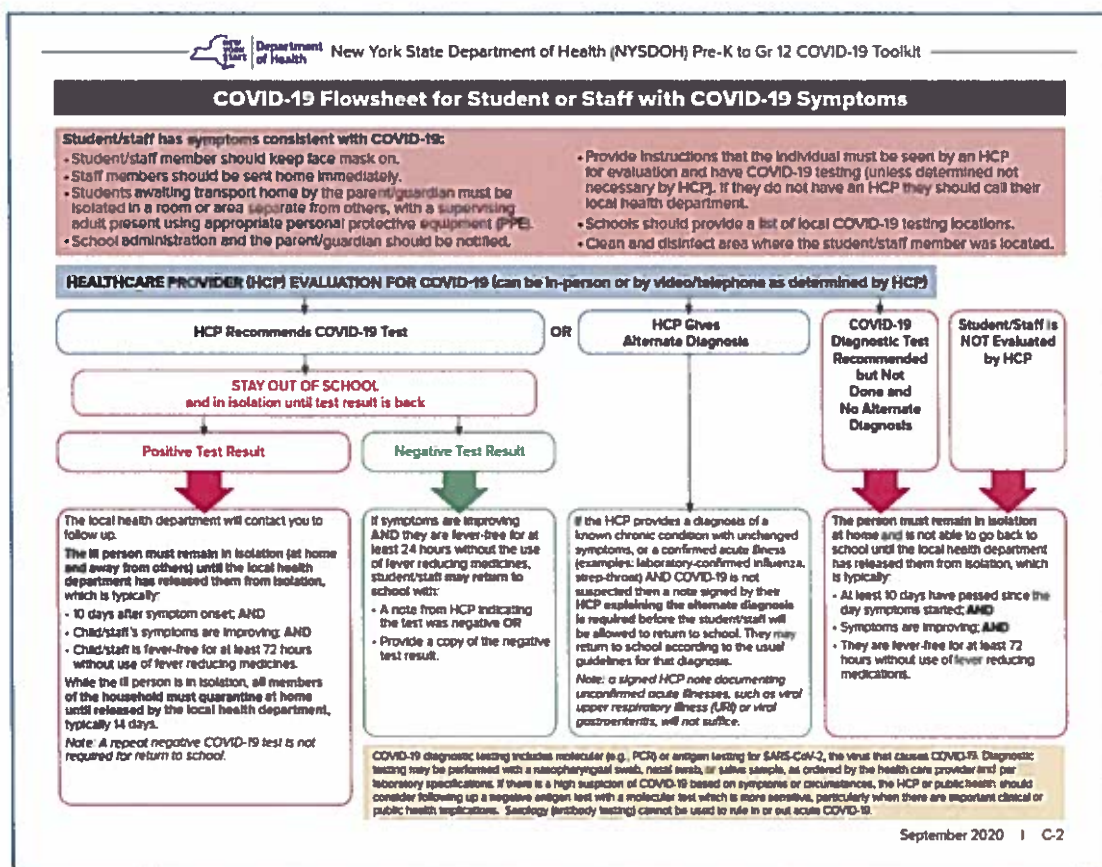 NEW YORK STATE
Department of Health
New York State Department of Health (NYSDOH) Pre-K to Gr 12 COVID-19 Toolkit
COVID-19 Flowsheet for Student or Staff with COVID-19 Symptoms
Student/staff has symptoms consistent with COVID-19:
• Student/staff member should keep face mask on.
• Staff members should be sent home immediately.
• Students awaiting transport home by the parent/guardian must be
isolated in a room or area separate from others, with a supervising
adult present using appropriate personal protective equipment (PPE).
• School administration and the parent/guardian should be notified.
• Provide instructions that the individual must be seen by an HCP
for evaluation and have COVID-19 testing (unless determined not
necessary by HCP). If they do not have an HCP they should call their
local health department.
• Schools should provide a list of local COVID-19 testing locations.
• Clean and disinfect area where the student/staff member was located.
HEALTHCARE PROVIDER (HCP) EVALUATION FOR COVID-19 (can be in-person or by video/telephone as determined by HCP)
HCP Recommends COVID-19 Test
OR
HCP Gives
Alternate Diagnosis
COVID-19
Diagnostic Test
Recommended
but Not
Done and
No Alternate
Diagnosis
Student/Staff is
NOT Evaluated
by HCP
STAY OUT OF SCHOOL
and in isolation until test result is back
Positive Test Result
Negative Test Result
The local health department will contact you to
follow up.
The ill person must remain in isolation (at home
and away from others) until the local health
department has released them from isolation,
which is typically:
• 10 days after symptom onset; AND
• Child/staff's symptoms are improving; AND
• Child/staff is fever-free for at least 72 hours
without use of fever reducing medicines.
While the ill person is in isolation, all members
of the household must quarantine at home
until released by the local health department,
typically 14 days.
Note: A repeat negative COVID-19 test is not
required for return to school.
If symptoms are improving
AND they are fever-free for at
least 24 hours without the use
of fever reducing medicines,
student/staff may return to
school with:
• A note from HCP indicating
the test was negative OR
• Provide a copy of the negative
test result.
If the HCP provides a diagnosis of a
known chronic condition with unchanged
symptoms, or a confirmed acute illness
(examples: laboratory-confirmed influenza,
strep-throat) AND COVID-19 is not
suspected then a note signed by their
HCP explaining the alternate diagnosis
is required before the student/staff will
be allowed to return to school. They may
return to school according to the usual
guidelines for that diagnosis.
Note: a signed HCP note documenting
unconfirmed acute illnesses, such as viral
upper respiratory illness (URI) or viral
gastroenteritis, will not suffice.
The person must remain in isolation
at home and is not able to go back to
school until the local health department
has released them from isolation, which
is typically:
• At least 10 days have passed since the
day symptoms started; AND
• Symptoms are improving; AND
• They are fever-free for at least 72
hours without use of fever reducing
medications.
COVID-19 diagnostic testing includes molecular (e.g., PCR) or antigen testing for SARS-CoV-2, the virus that causes COVID-19. Diagnostic
testing may be performed with a nasopharyngeal swab, nasal swab, or saliva sample, as ordered by the health care provider and per
laboratory specifications. If there is a high suspicion of COVID based on symptoms or circumstances, the HCP or public health should
consider following up a negative antigen test with a molecular test which is more sensitive, particularly when there are important clinical or
public health implications. Serology (antibody testing) cannot be used to rule in or out acute COVID-19.
September 2020 | C-2